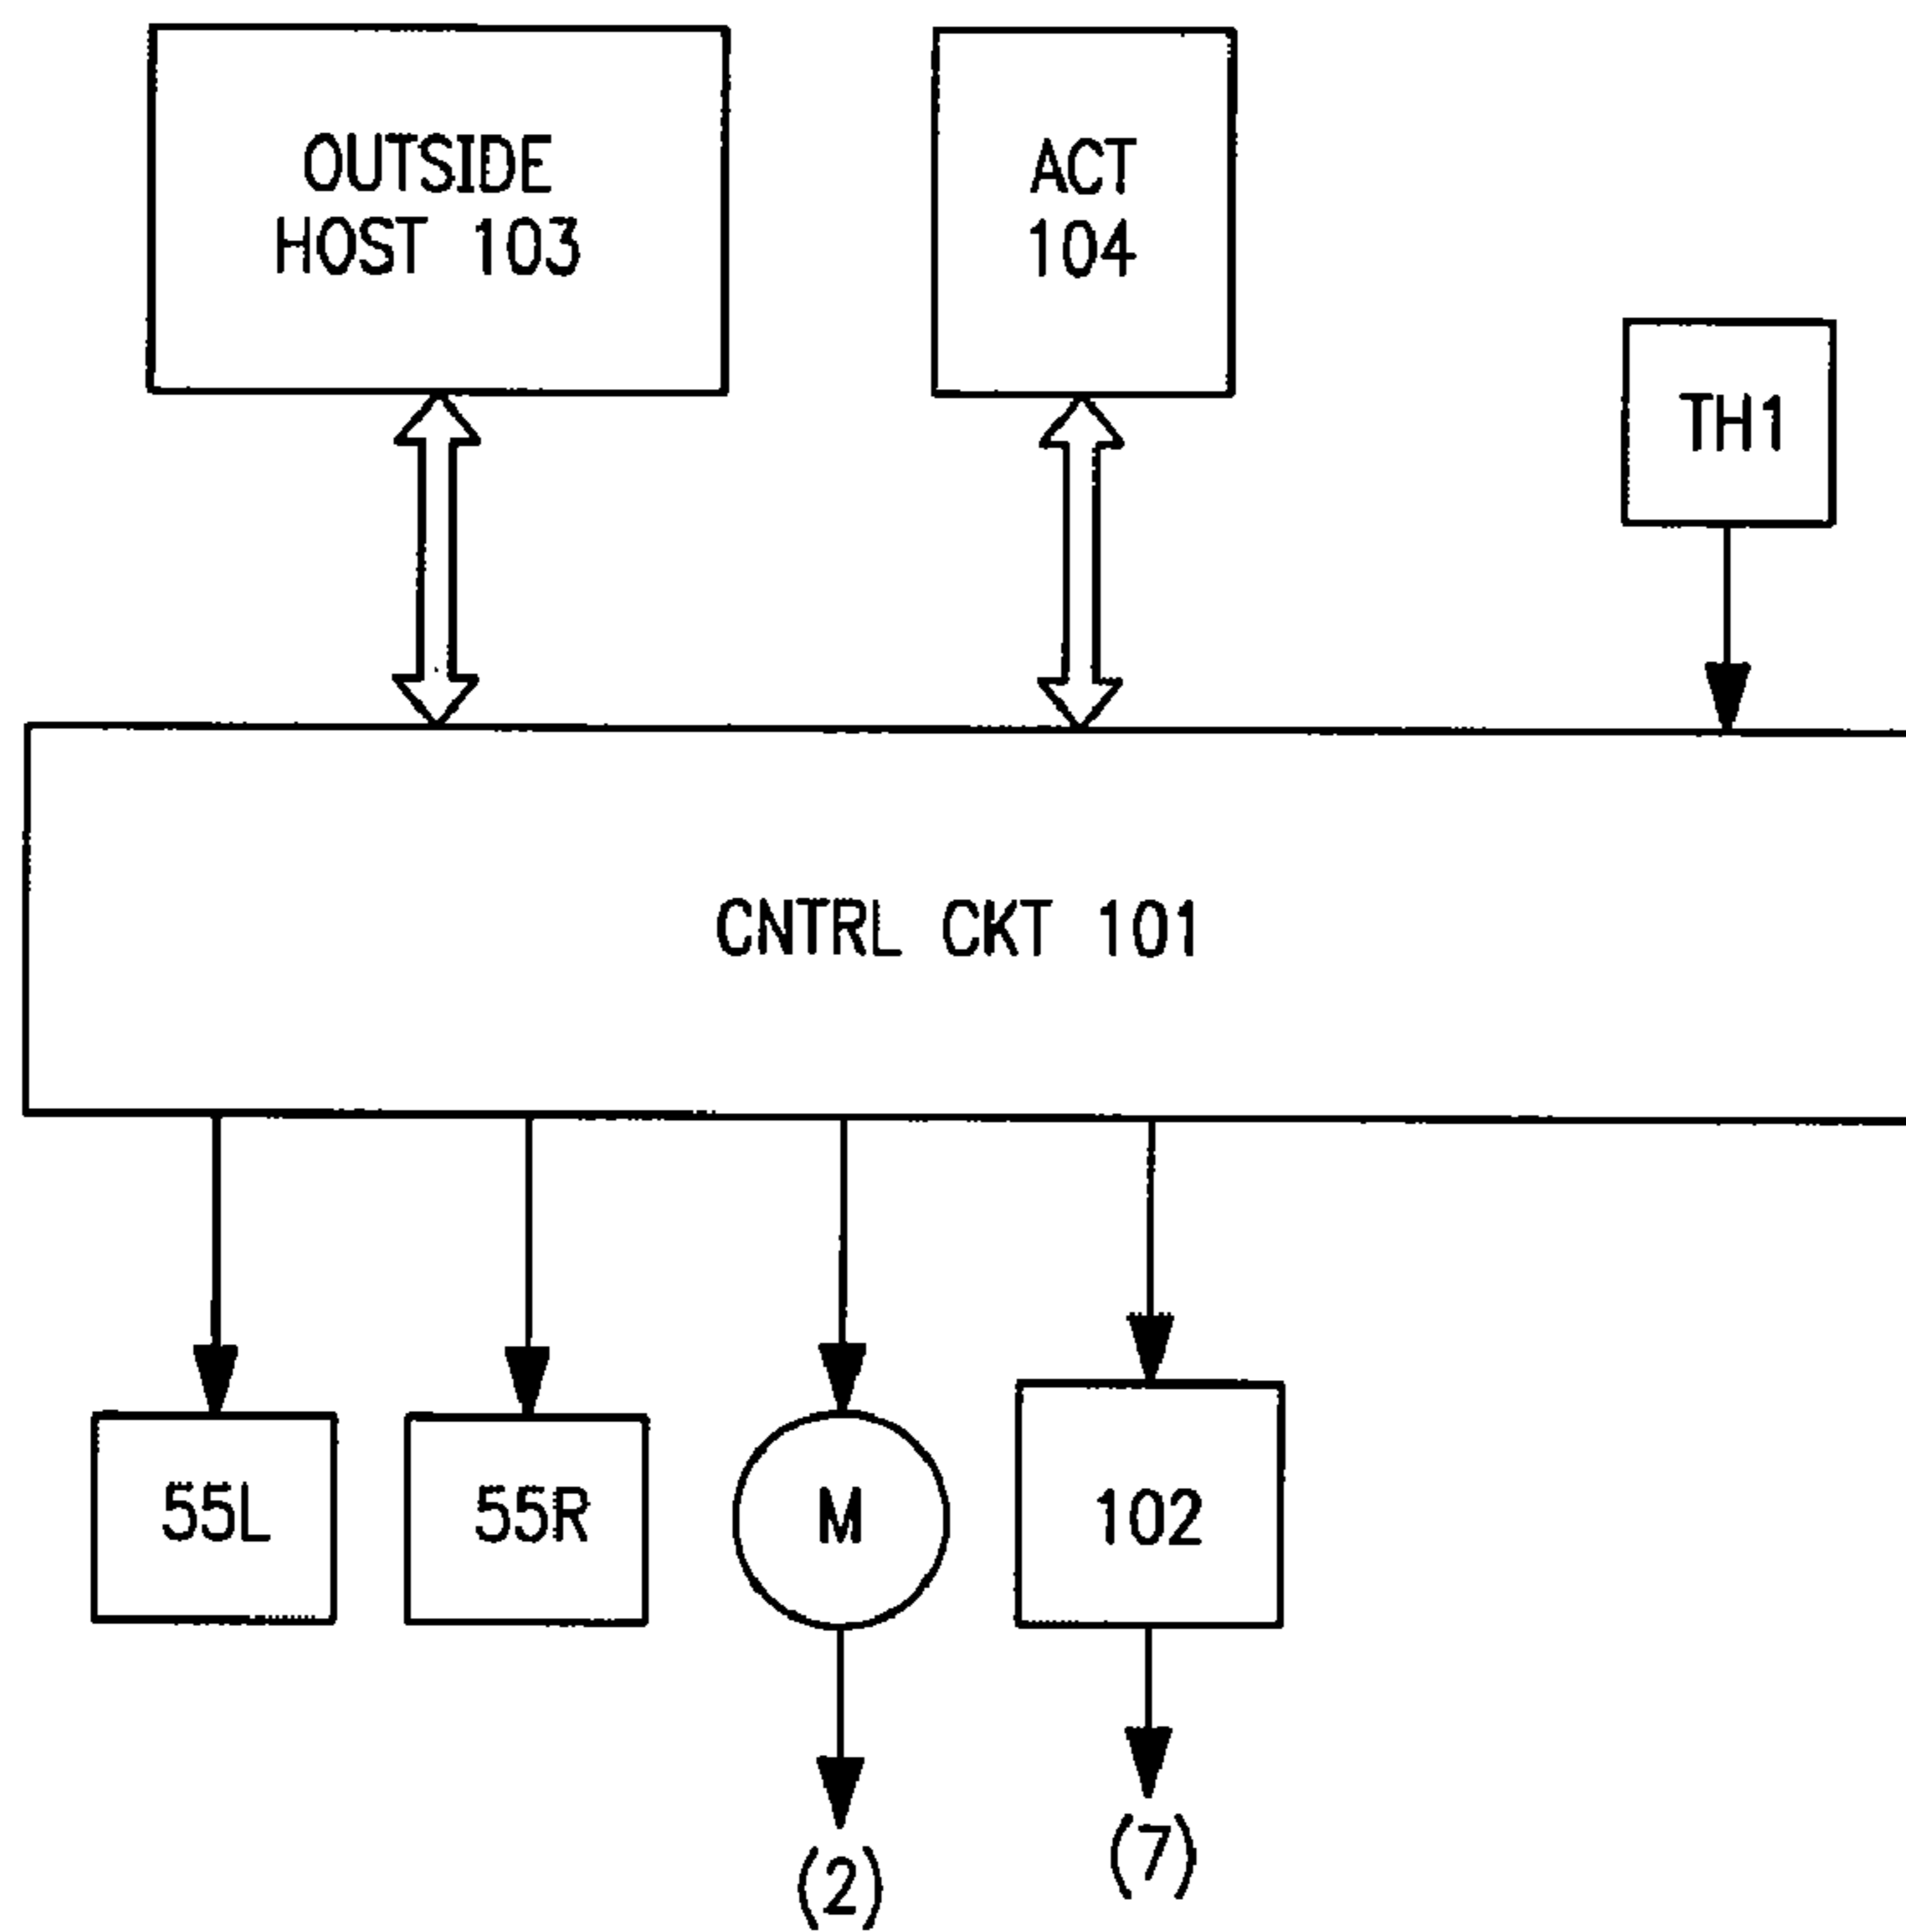 OUTSIDE
HOST 103
ACT
104
TH1
CNTRL CKT 101
55L
55R
M
102
(2)
(7)